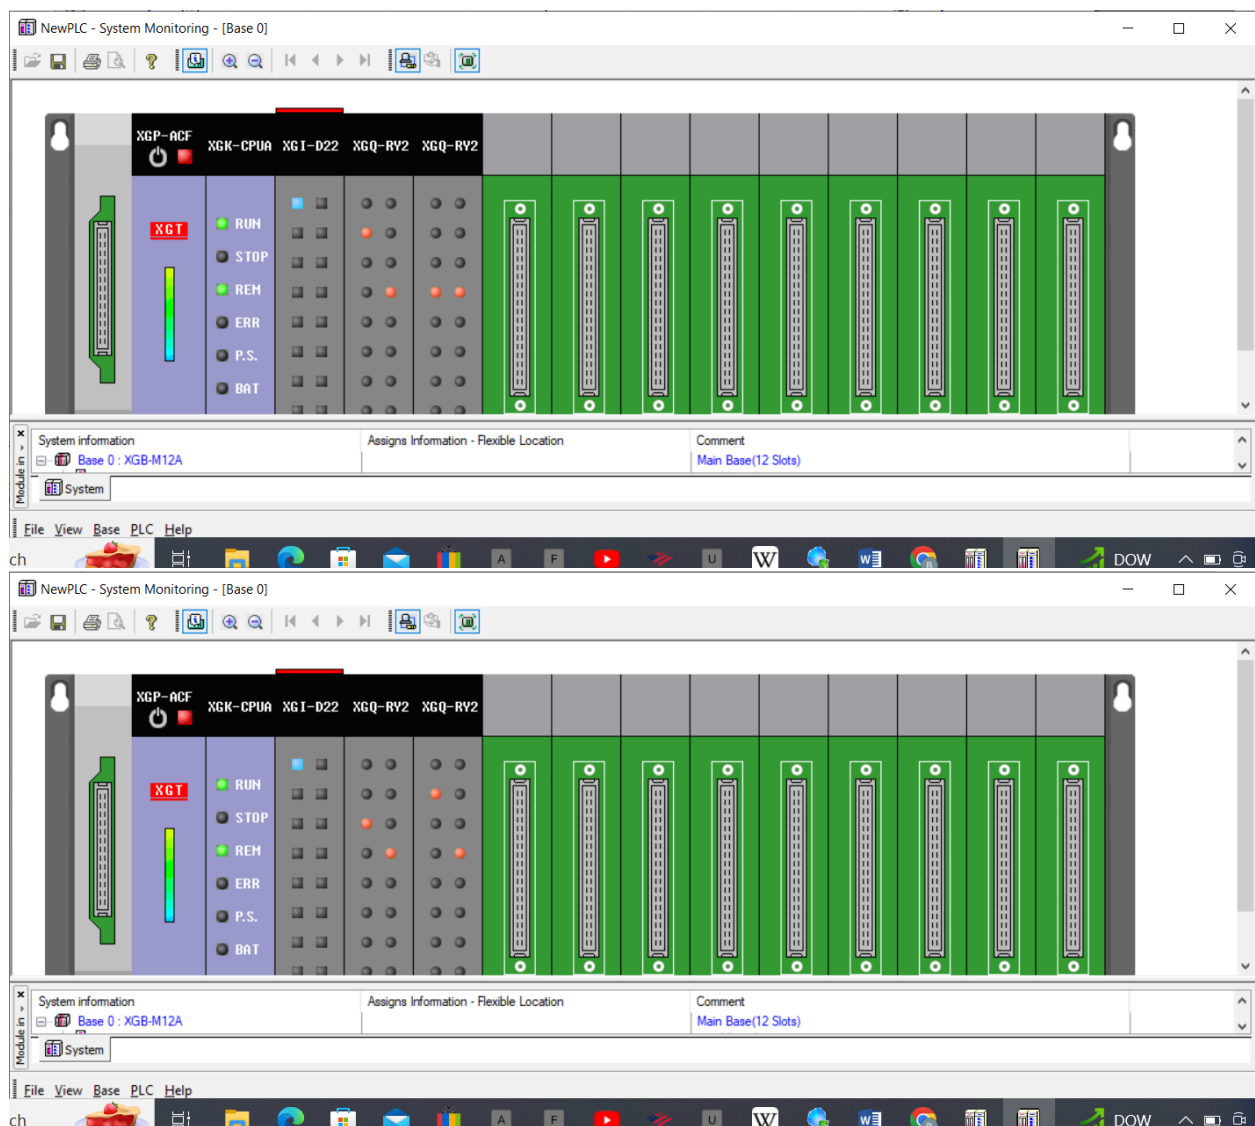 NewPLC - System Monitoring - [Base 0]
XGP-ACF XGK-CPUA XGI-D22 XGQ-RY2 XGQ-RY2
XGT
RUN
STOP
REM
ERR
P.S.
BAT
System information Assigns Information - Flexible Location Comment
Base 0 : XGB-M12A Main Base(12 Slots)
Module in
System
File View Base PLC Help
ch A F U W DOW
NewPLC - System Monitoring - [Base 0]
XGP-ACF XGK-CPUA XGI-D22 XGQ-RY2 XGQ-RY2
XGT
RUN
STOP
REM
ERR
P.S.
BAT
System information Assigns Information - Flexible Location Comment
Base 0 : XGB-M12A Main Base(12 Slots)
Module in
System
File View Base PLC Help
ch A F U W DOW